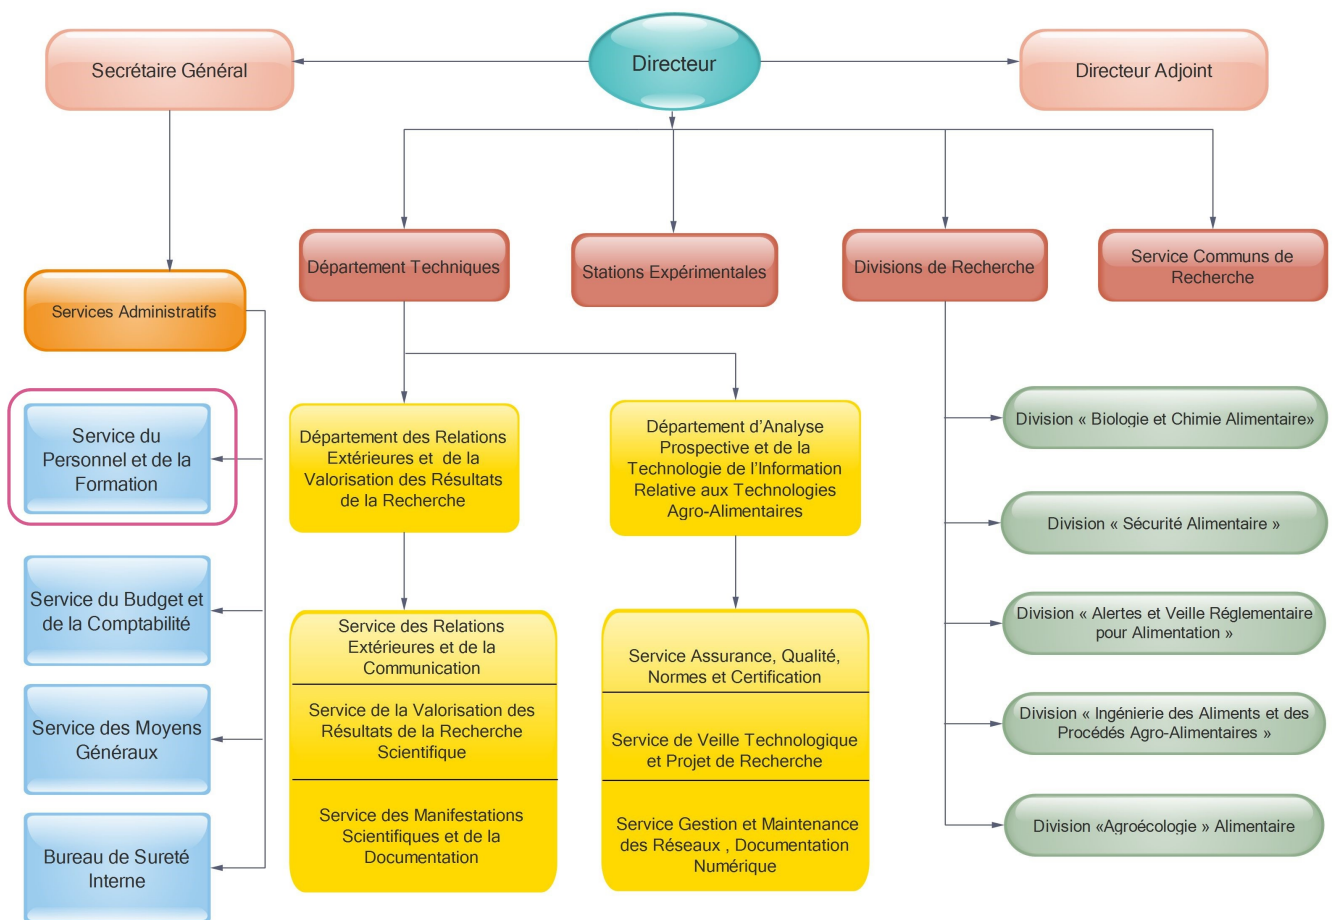 Secrétaire Général
Directeur
Directeur Adjoint
Département Techniques
Stations Expérimentales
Divisions de Recherche
Service Communs de
Recherche
Services Administratifs
Service du
Personnel et de la
Formation
Service du Budget et
de la Comptabilité
Service des Moyens
Généraux
Bureau de Sureté
Interne
Département des Relations
Extérieures et de la
Valorisation des Résultats
de la Recherche
Service des Relations
Extérieures et de la
Communication
Service de la Valorisation des
Résultats de la Recherche
Scientifique
Service des Manifestations
Scientifiques et de la
Documentation
Département d’Analyse
Prospective et de la
Technologie de l’Information
Relative aux Technologies
Agro-Alimentaires
Service Assurance, Qualité,
Normes et Certification
Service de Veille Technologique
et Projet de Recherche
Service Gestion et Maintenance
des Réseaux , Documentation
Numérique
Division « Biologie et Chimie Alimentaire»
Division « Sécurité Alimentaire »
Division « Alertes et Veille Réglementaire
pour Alimentation »
Division « Ingénierie des Aliments et des
Procédés Agro-Alimentaires »
Division «Agroécologie » Alimentaire